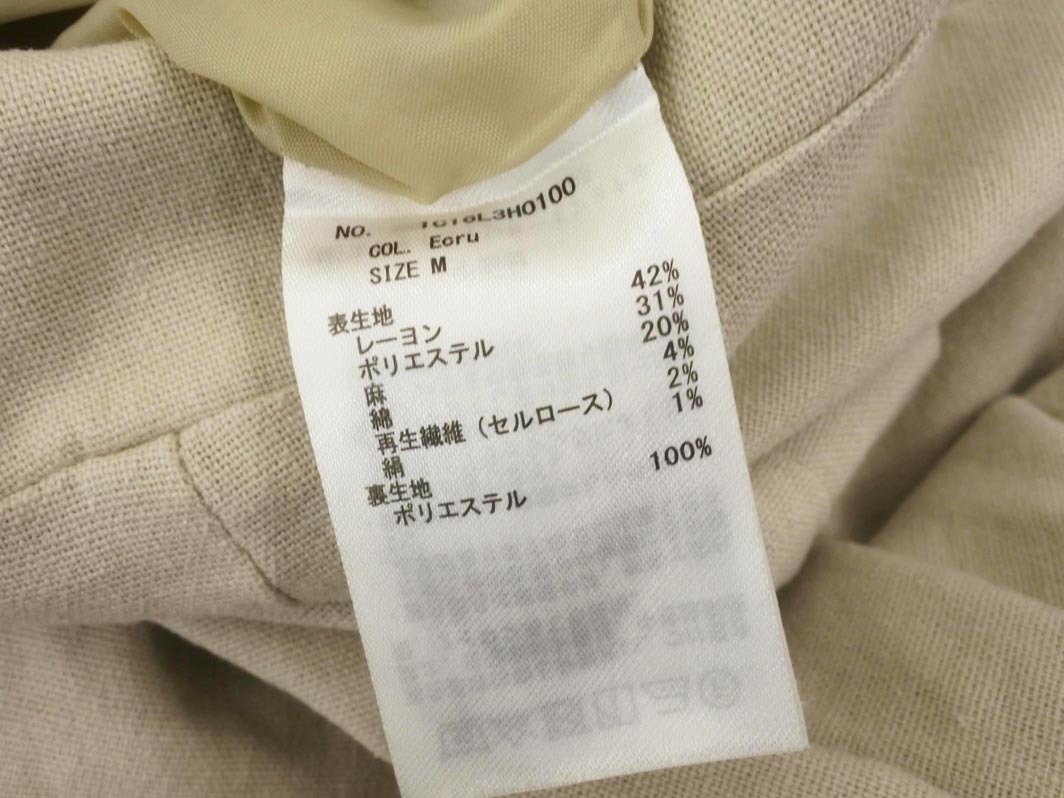 NO. 1C16L3H0100
COL. Ecru
SIZE M
表生地
レーヨン 42%
ポリエステル 31%
麻 20%
綿 4%
再生繊維（セルロース） 2%
絹 1%
裏生地
ポリエステル 100%